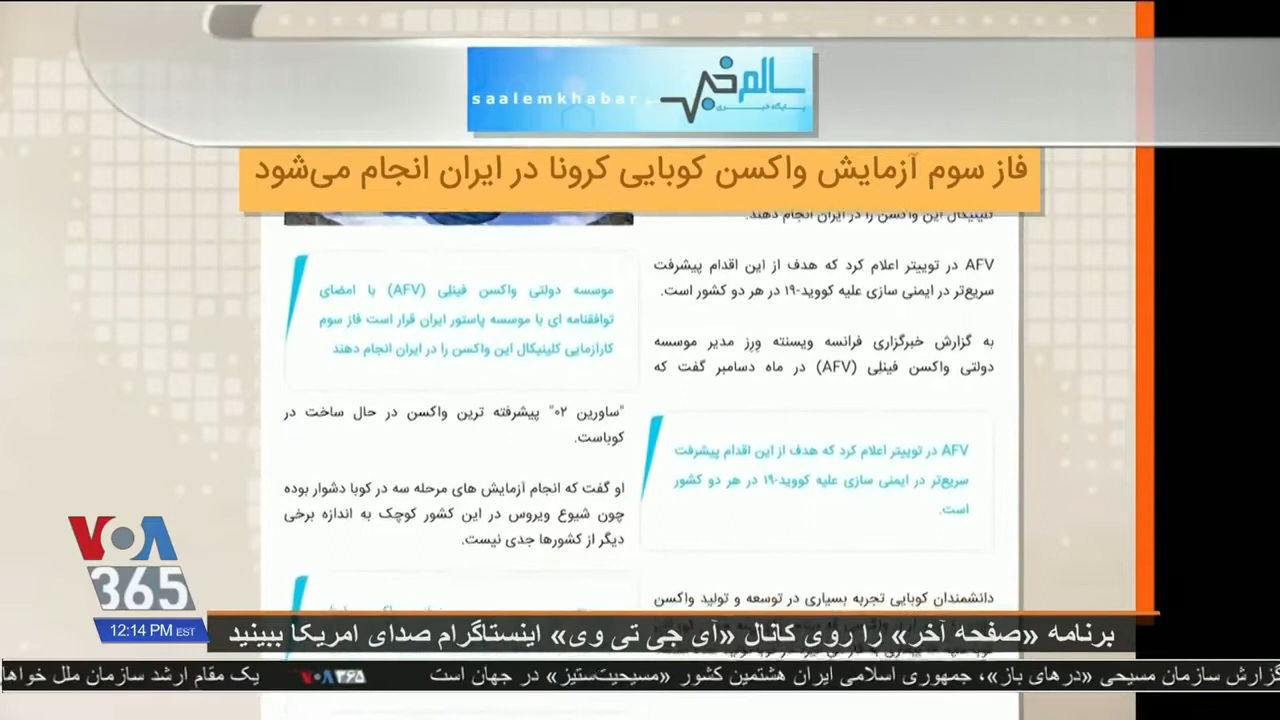 سالم خبر
پایگاه خبری
saalemkhabar
فاز سوم آزمایش واکسن کوبایی کرونا در ایران انجام می‌شود
کلینیکال این واکسن را در ایران انجام دهند.
AFV در توییتر اعلام کرد که هدف از این اقدام پیشرفت
سریع‌تر در ایمنی سازی علیه کووید-۱۹ در هر دو کشور است.
به گزارش خبرگزاری فرانسه ویسنته ورز مدیر موسسه
دولتی واکسن فینلی (AFV) در ماه دسامبر گفت که
AFV در توییتر اعلام کرد که هدف از این اقدام پیشرفت
سریع‌تر در ایمنی سازی علیه کووید-۱۹ در هر دو کشور
است.
دانشمندان کوبایی تجربه بسیاری در توسعه و تولید واکسن
موسسه دولتی واکسن فینلی (AFV) با امضای
توافقنامه ای با موسسه پاستور ایران قرار است فاز سوم
کارآزمایی کلینیکال این واکسن را در ایران انجام دهند
"ساورین ۰۲" پیشرفته ترین واکسن در حال ساخت در
کوباست.
او گفت که انجام آزمایش های مرحله سه در کوبا دشوار بوده
چون شیوع ویروس در این کشور کوچک به اندازه برخی
دیگر از کشورها جدی نیست.
VOA
365
12:14 PM EST
برنامه «صفحه آخر» را روی کانال «آی جی تی وی» اینستاگرام صدای امریکا ببینید
گزارش سازمان مسیحی «درهای باز»، جمهوری اسلامی ایران هشتمین کشور «مسیحیت‌ستیز» در جهان است VOA365 یک مقام ارشد سازمان ملل خواها